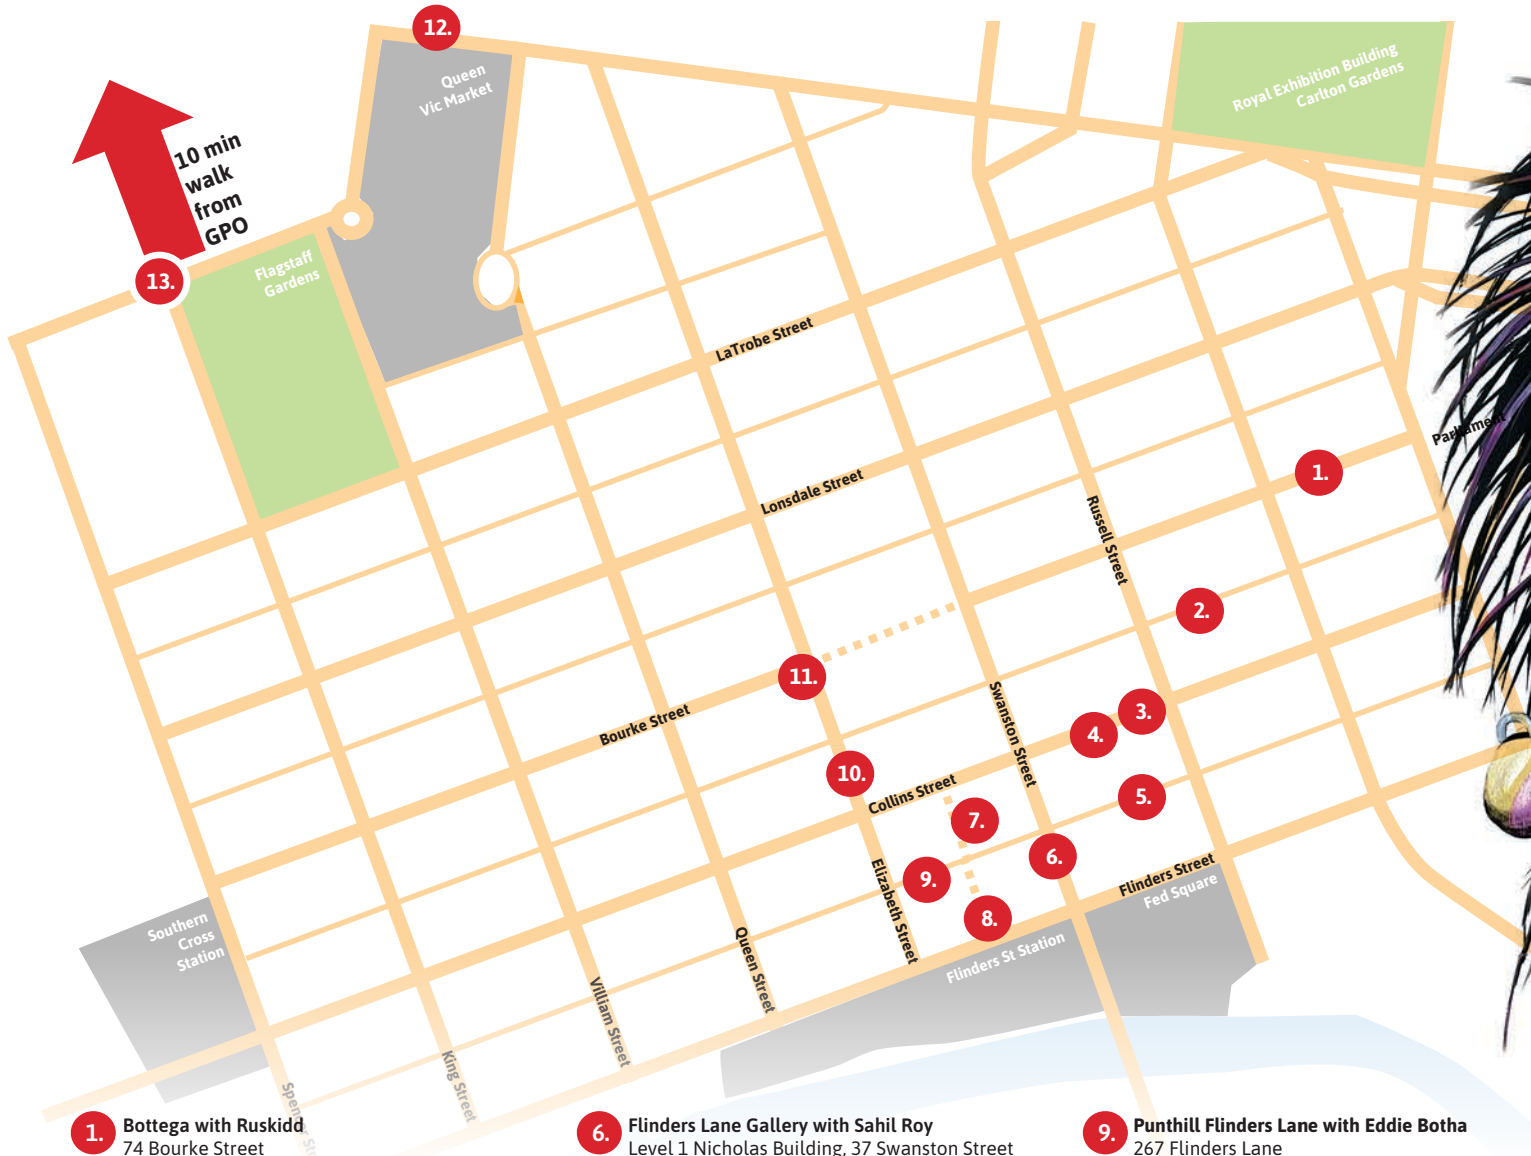 12.
Queen
Vic Market
Royal Exhibition Building
Carlton Gardens
10 min
walk
from
GPO
13.
Flagstaff
Gardens
LaTrobe Street
Parliament
1.
Lonsdale Street
Russell Street
2.
11.
Bourke Street
Swanston Street
3.
4.
10.
Collins Street
5.
7.
6.
9.
Elizabeth Street
8.
Flinders Street
Fed Square
Flinders St Station
Southern
Cross
Station
Queen Street
Villiam Street
King Street
1. Bottega with Ruskidd
74 Bourke Street
6. Flinders Lane Gallery with Sahil Roy
Level 1 Nicholas Building, 37 Swanston Street
9. Punthill Flinders Lane with Eddie Botha
267 Flinders Lane